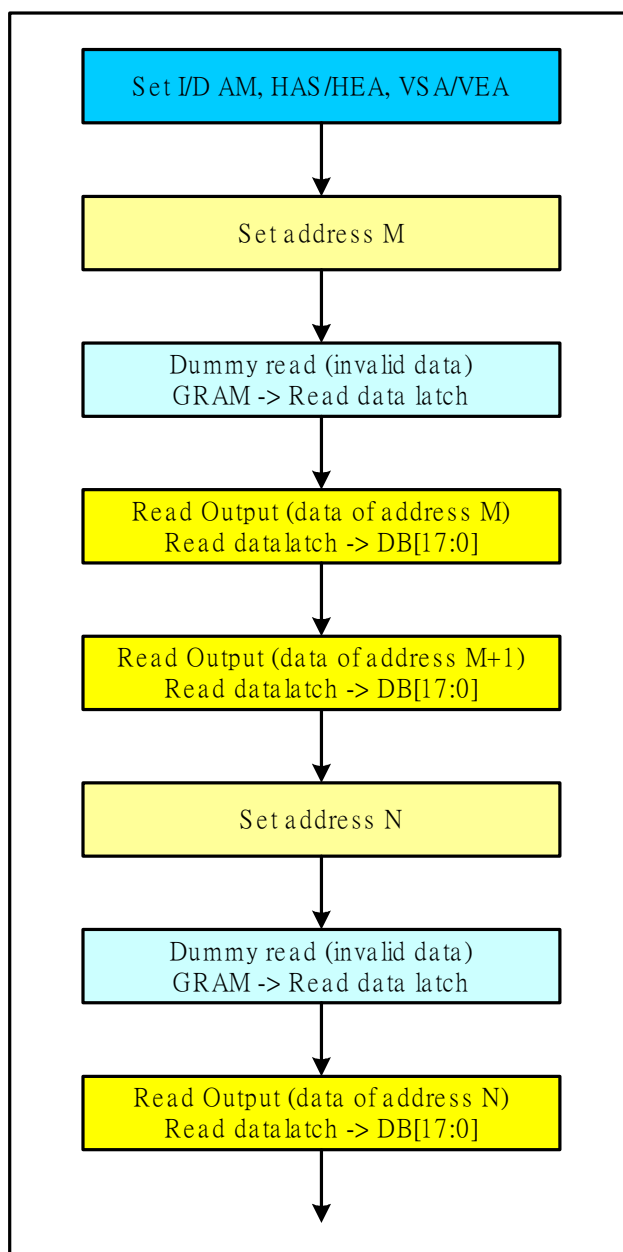 Set I/D AM, HAS/HEA, VSA/VEA
Set address M
Dummy read (invalid data)
GRAM -> Read data latch
Read Output (data of address M)
Read datalatch -> DB[17:0]
Read Output (data of address M+1)
Read datalatch -> DB[17:0]
Set address N
Dummy read (invalid data)
GRAM -> Read data latch
Read Output (data of address N)
Read datalatch -> DB[17:0]